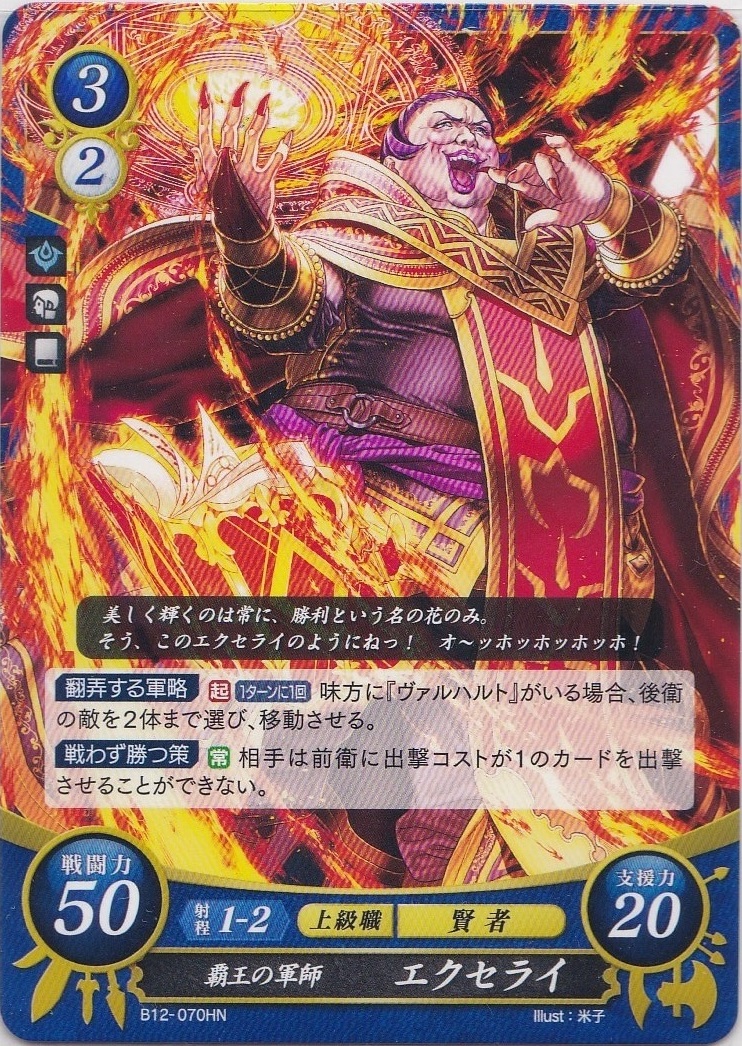 3
2
美しく輝くのは常に、勝利という名の花のみ。
そう、このエクセライのようにねっ！　オ〜ッホッホッホッホ！
翻弄する軍略 起 1ターンに1回 味方に『ヴァルハルト』がいる場合、後衛
の敵を2体まで選び、移動させる。
戦わず勝つ策 常 相手は前衛に出撃コストが1のカードを出撃
させることができない。
戦闘力
50
射程 1-2 上級職 賢者
支援力
20
覇王の軍師 エクセライ
B12-070HN Illust：米子